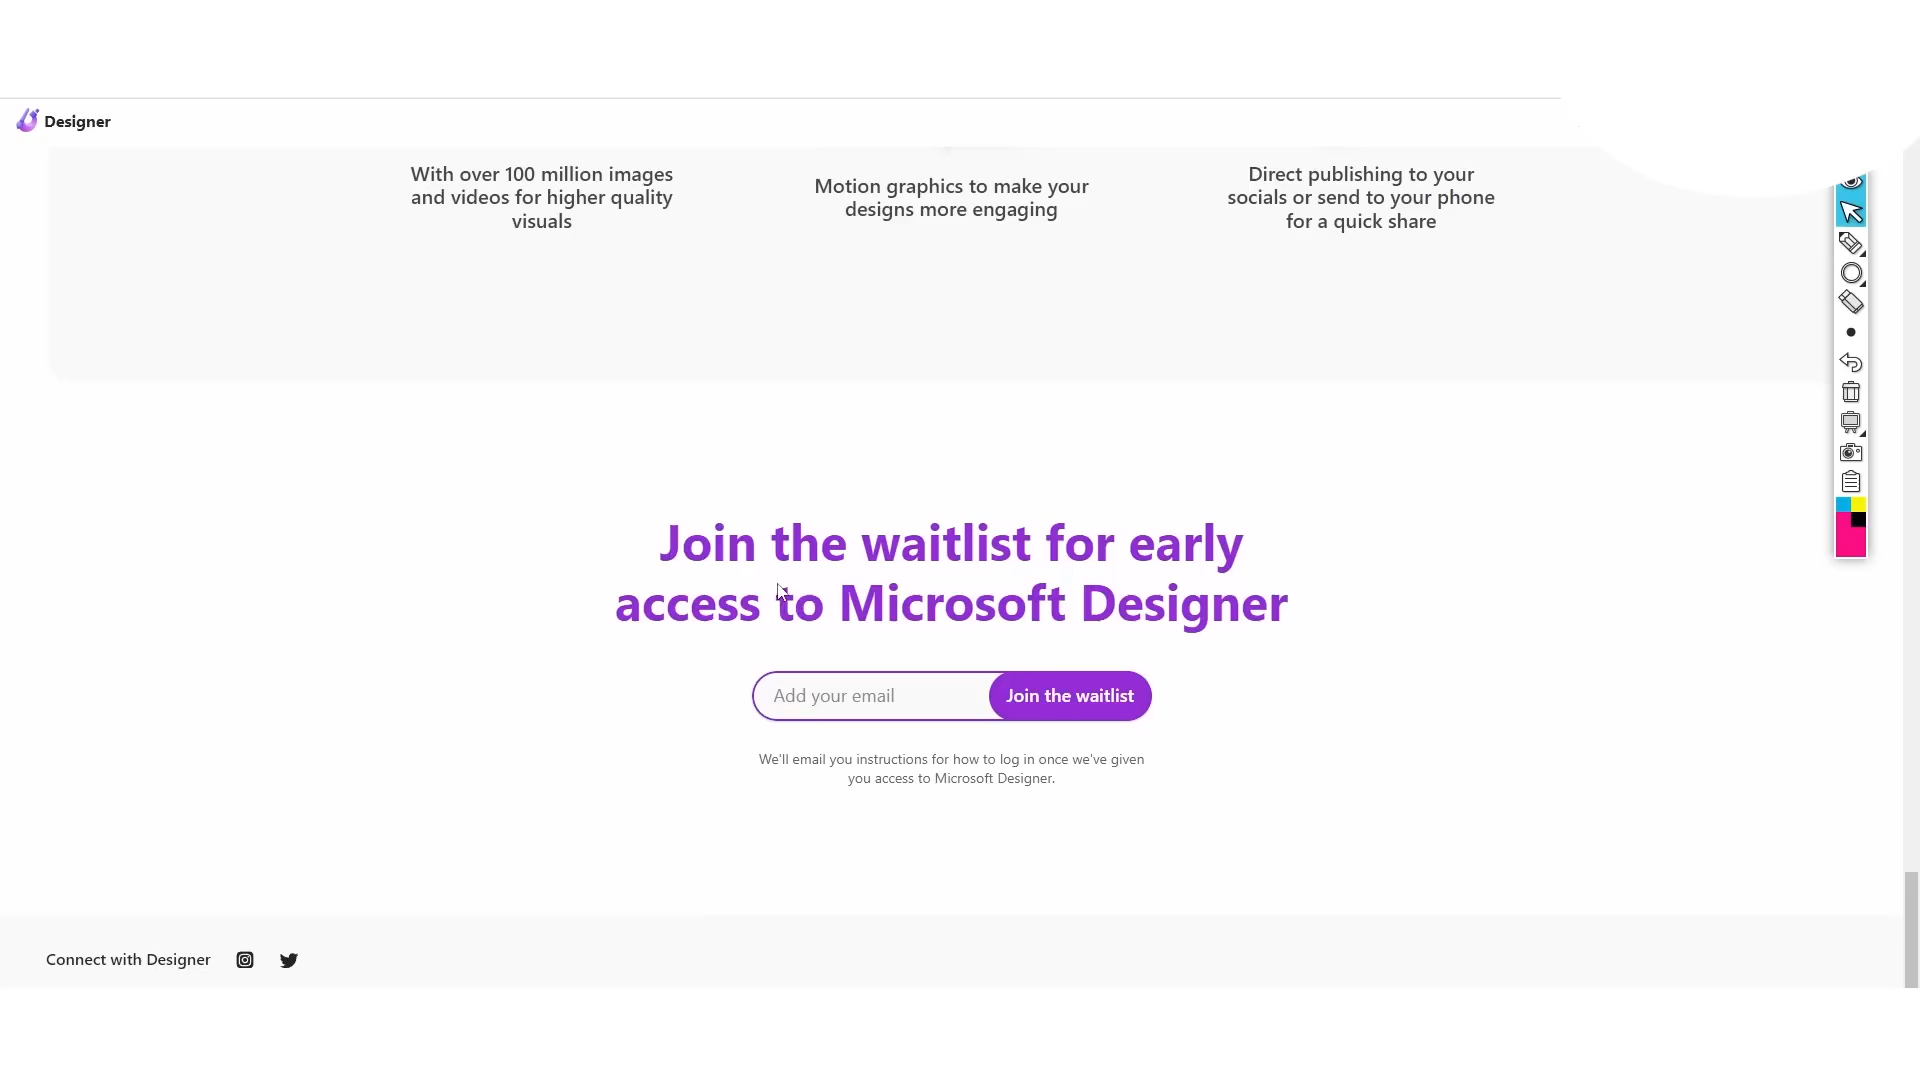 Designer
With over 100 million images
and videos for higher quality
visuals
Motion graphics to make your
designs more engaging
Direct publishing to your
socials or send to your phone
for a quick share
Join the waitlist for early
access to Microsoft Designer
Add your email
Join the waitlist
We'll email you instructions for how to log in once we've given
you access to Microsoft Designer.
Connect with Designer